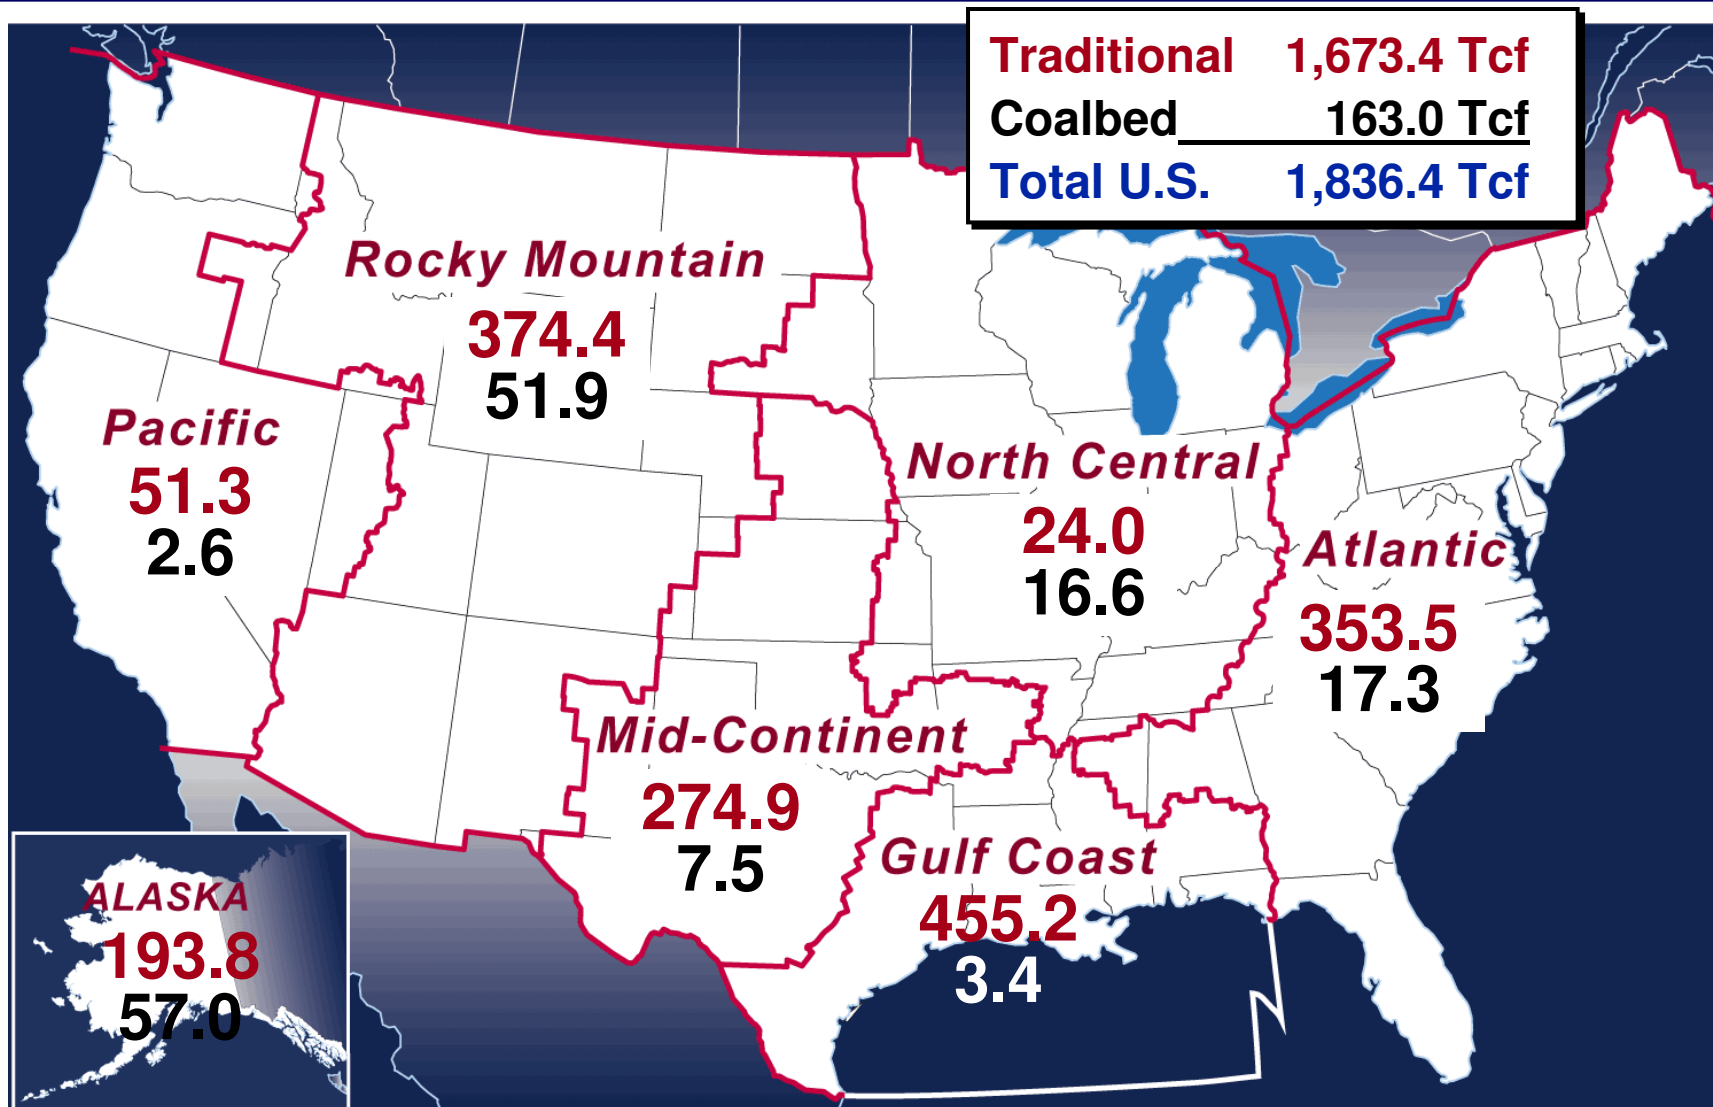 Traditional 1,673.4 Tcf
Coalbed 163.0 Tcf
Total U.S. 1,836.4 Tcf
Rocky Mountain
374.4
51.9
Pacific
51.3
2.6
North Central
24.0
16.6
Atlantic
353.5
17.3
Mid-Continent
274.9
7.5
Gulf Coast
455.2
3.4
ALASKA
193.8
57.0